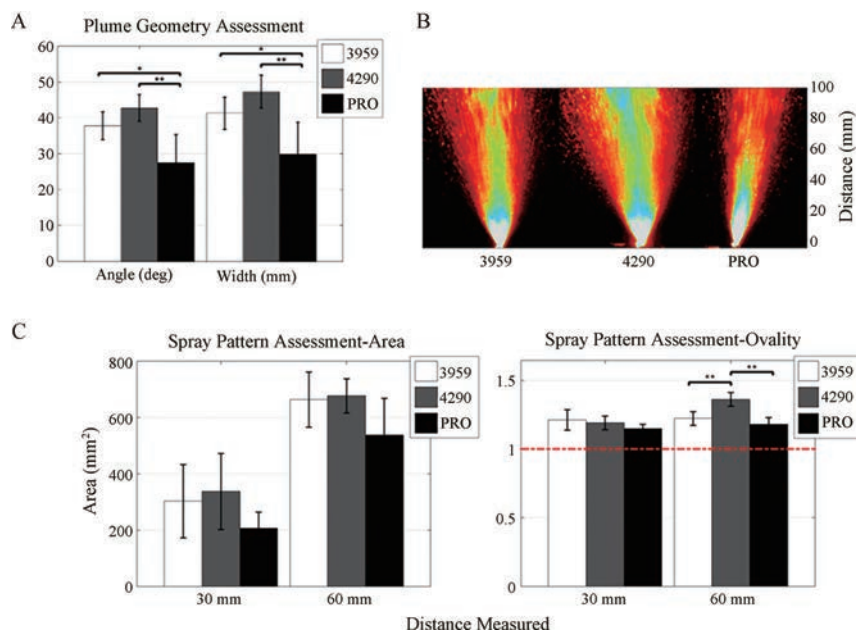 A
Plume Geometry Assessment
3959
4290
PRO
60
50
40
30
20
10
0
*
**
*
**
Angle (deg)
Width (mm)
B
100
80
60
40
20
0
Distance (mm)
3959
4290
PRO
C
Spray Pattern Assessment-Area
3959
4290
PRO
800
600
400
200
0
Area (mm²)
30 mm
60 mm
Spray Pattern Assessment-Ovality
3959
4290
PRO
1.5
1
0.5
0
**
**
30 mm
60 mm
Distance Measured